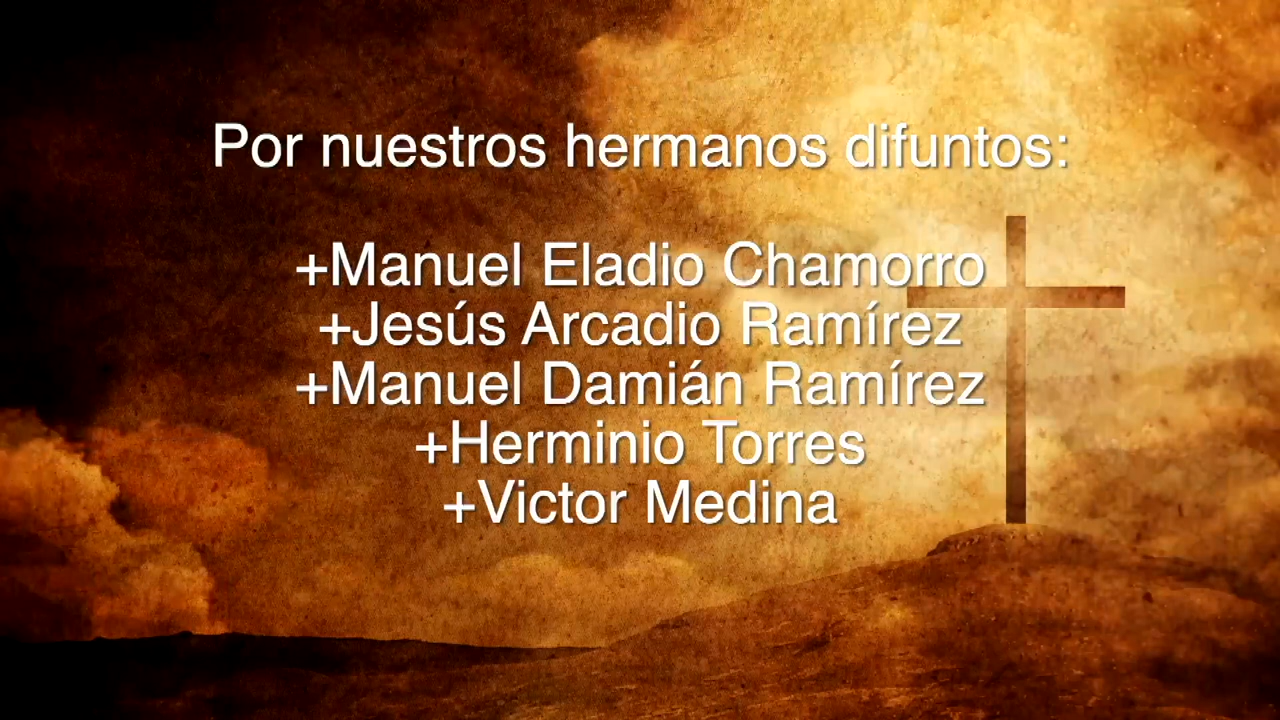 Por nuestros hermanos difuntos:
+Manuel Eladio Chamorro
+Jesús Arcadio Ramírez
+Manuel Damián Ramírez
+Herminio Torres
+Victor Medina